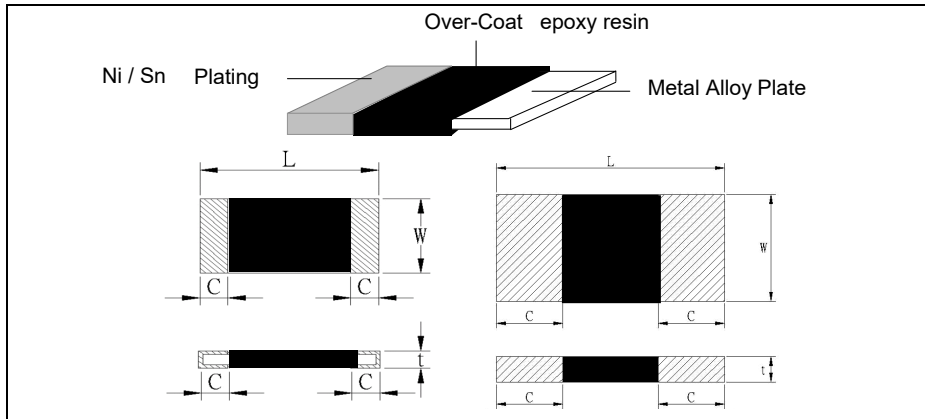 Over-Coat epoxy resin
Ni / Sn Plating
Metal Alloy Plate
L
W
C
C
t
C
C
L
W
C
C
t
C
C